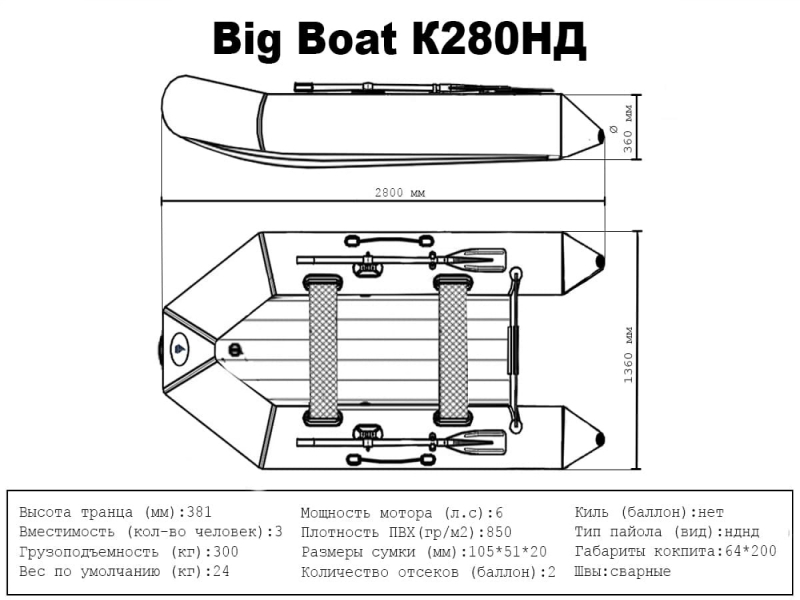 Big Boat К280НД
Ø 360 мм
2800 мм
1360 мм
Высота транца (мм):381
Вместимость (кол-во человек):3
Грузоподъемность (кг):300
Вес по умолчанию (кг):24
Мощность мотора (л.с):6
Плотность ПВХ(гр/м2):850
Размеры сумки (мм):105*51*20
Количество отсеков (баллон):2
Киль (баллон):нет
Тип пайола (вид):нднд
Габариты кокпита:64*200
Швы:сварные